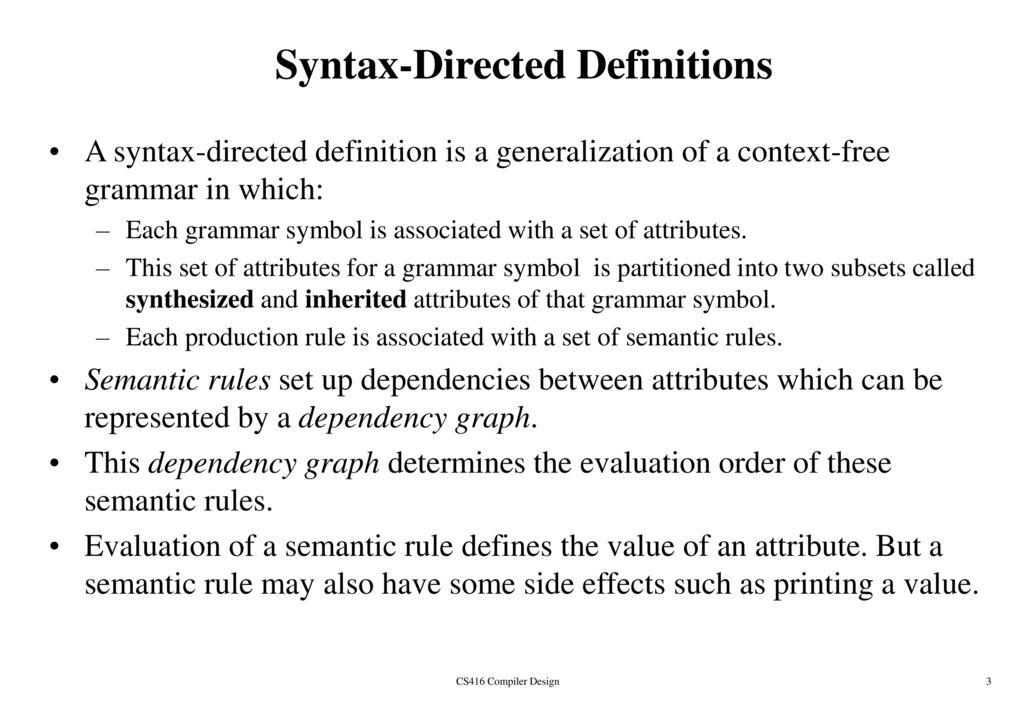 Syntax-Directed Definitions
• A syntax-directed definition is a generalization of a context-free
grammar in which:
– Each grammar symbol is associated with a set of attributes.
– This set of attributes for a grammar symbol  is partitioned into two subsets called
synthesized and inherited attributes of that grammar symbol.
– Each production rule is associated with a set of semantic rules.
• Semantic rules set up dependencies between attributes which can be
represented by a dependency graph.
• This dependency graph determines the evaluation order of these
semantic rules.
• Evaluation of a semantic rule defines the value of an attribute. But a
semantic rule may also have some side effects such as printing a value.
CS416 Compiler Design
3